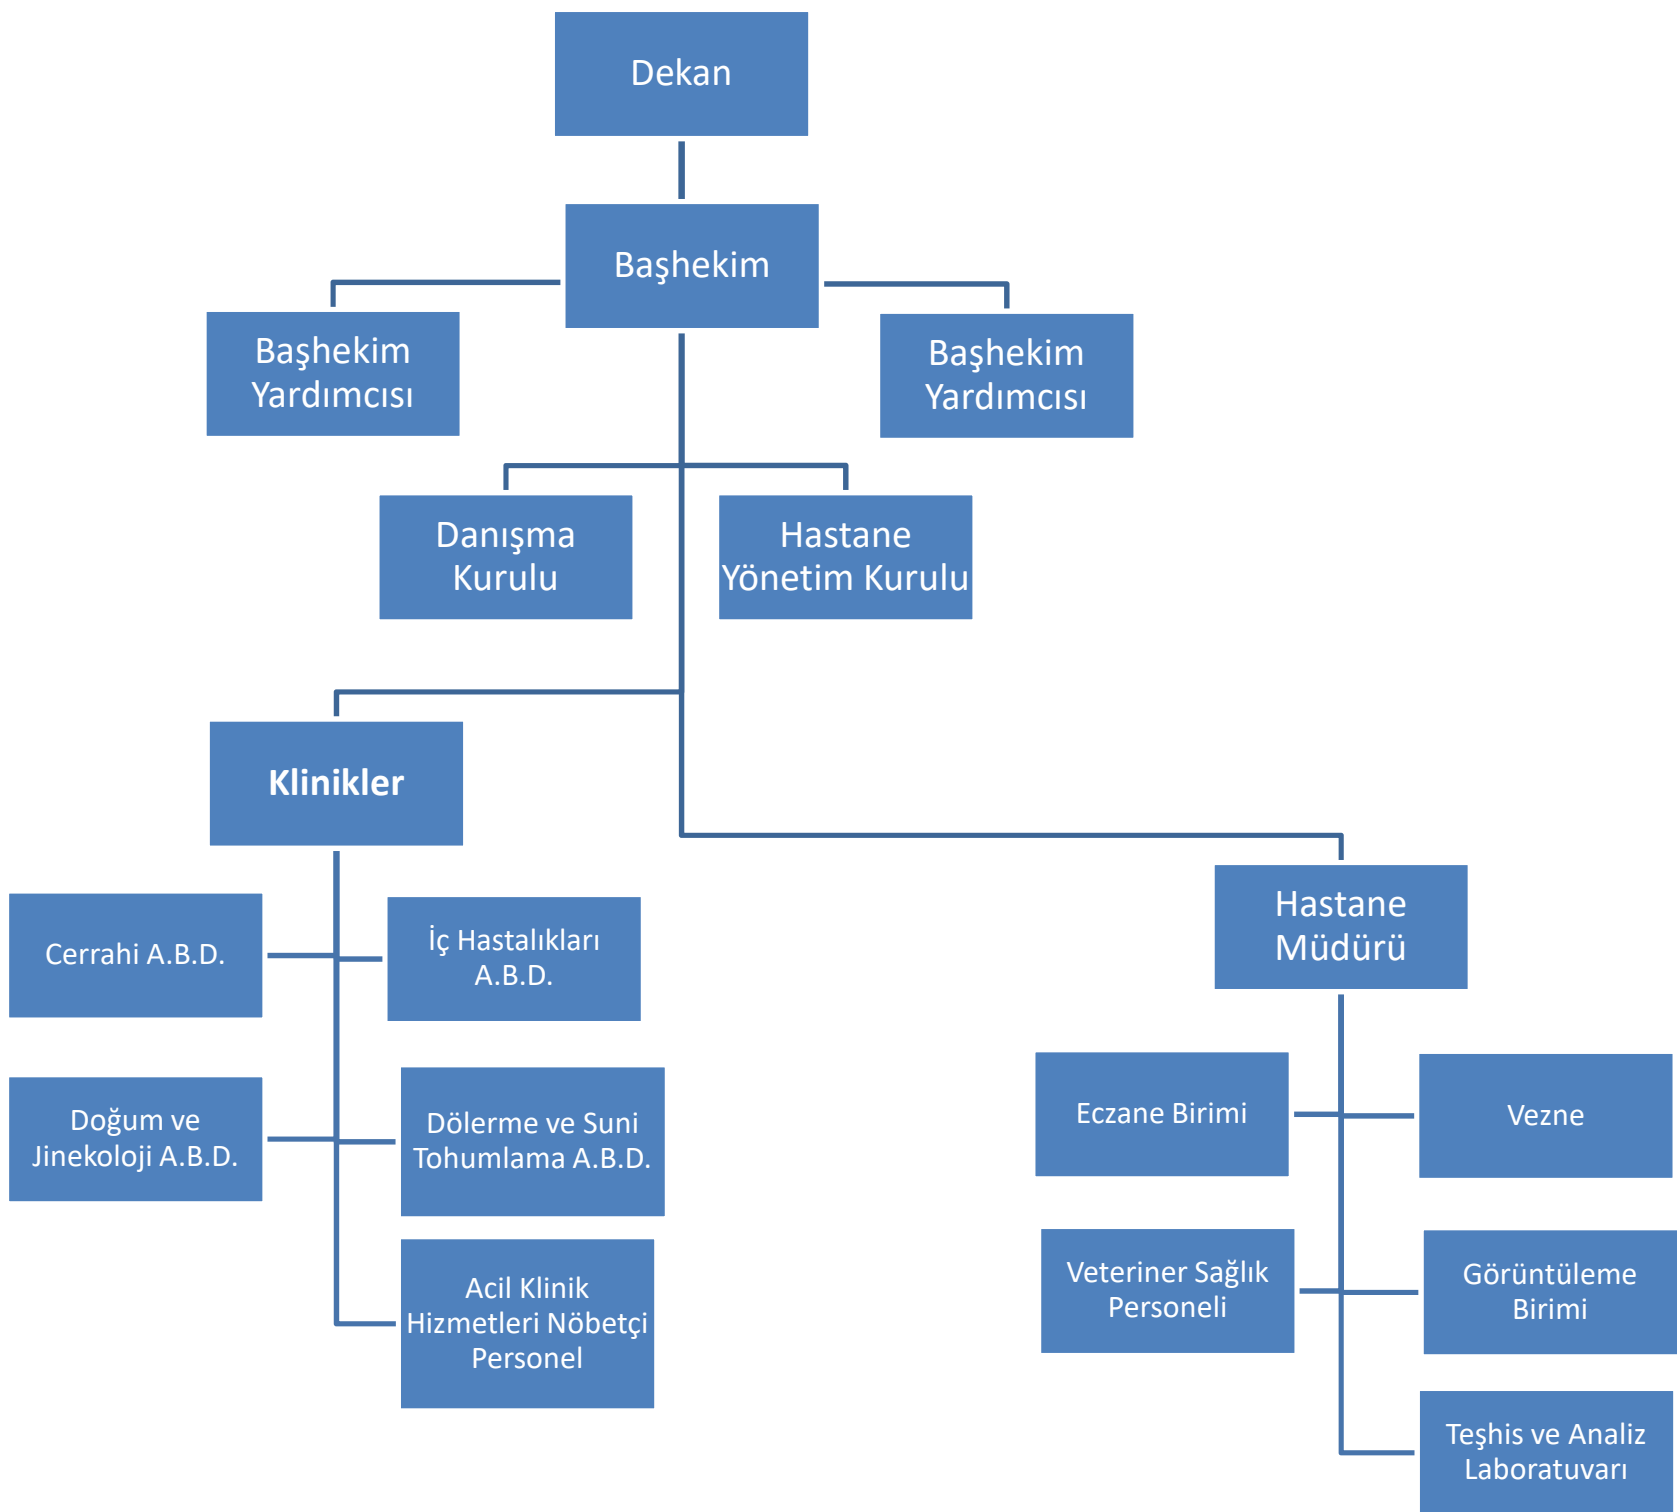 Dekan
Başhekim
Başhekim
Yardımcısı
Başhekim
Yardımcısı
Danışma
Kurulu
Hastane
Yönetim Kurulu
Klinikler
Cerrahi A.B.D.
İç Hastalıkları
A.B.D.
Doğum ve
Jinekoloji A.B.D.
Dölerme ve Suni
Tohumlama A.B.D.
Acil Klinik
Hizmetleri Nöbetçi
Personel
Hastane
Müdürü
Eczane Birimi
Vezne
Veteriner Sağlık
Personeli
Görüntüleme
Birimi
Teşhis ve Analiz
Laboratuvarı